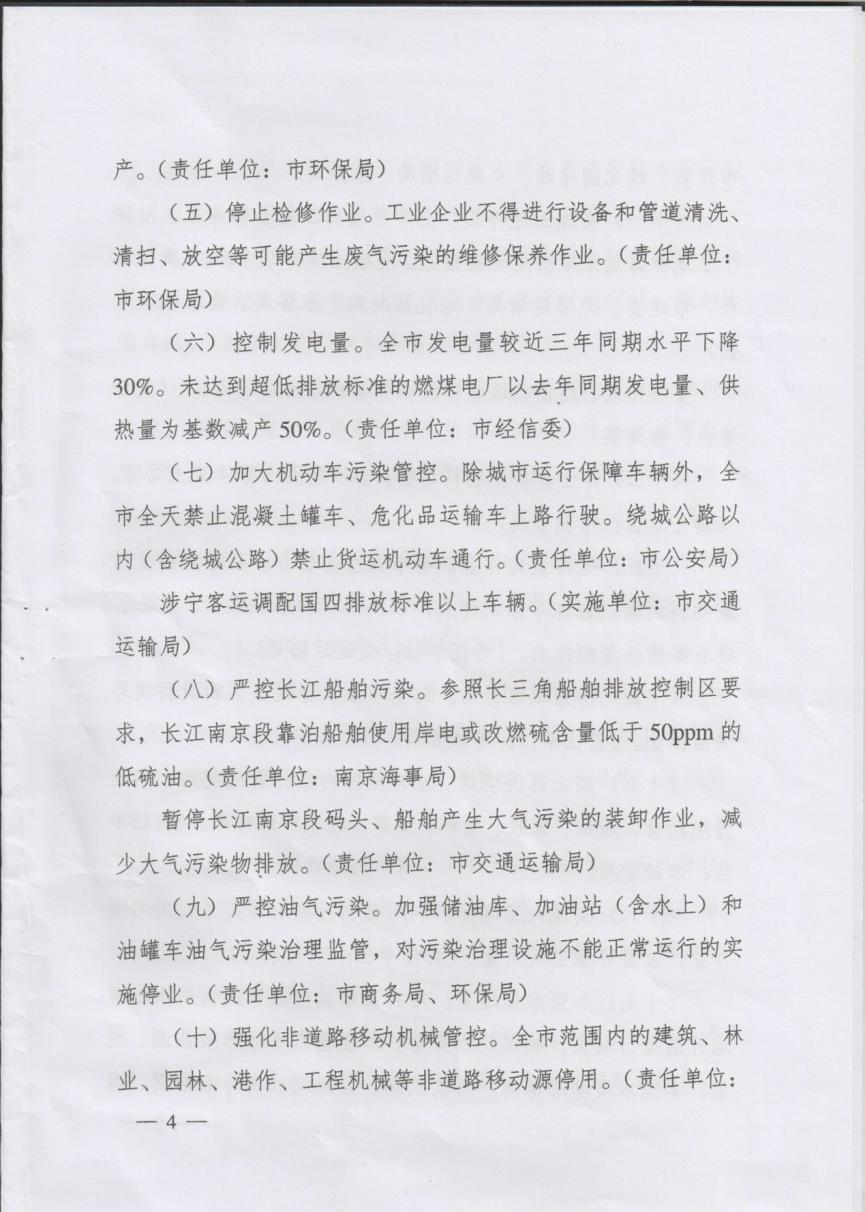 产。（责任单位：市环保局）
（五）停止检修作业。工业企业不得进行设备和管道清洗、
清扫、放空等可能产生废气污染的维修保养作业。（责任单位：
市环保局）
（六）控制发电量。全市发电量较近三年同期水平下降
30%。未达到超低排放标准的燃煤电厂以去年同期发电量、供
热量为基数减产 50%。（责任单位：市经信委）
（七）加大机动车污染管控。除城市运行保障车辆外，全
市全天禁止混凝土罐车、危化品运输车上路行驶。绕城公路以
内（含绕城公路）禁止货运机动车通行。（责任单位：市公安局）
涉宁客运调配国四排放标准以上车辆。（实施单位：市交通
运输局）
（八）严控长江船舶污染。参照长三角船舶排放控制区要
求，长江南京段靠泊船舶使用岸电或改燃硫含量低于 50ppm 的
低硫油。（责任单位：南京海事局）
暂停长江南京段码头、船舶产生大气污染的装卸作业，减
少大气污染物排放。（责任单位：市交通运输局）
（九）严控油气污染。加强储油库、加油站（含水上）和
油罐车油气污染治理监管，对污染治理设施不能正常运行的实
施停业。（责任单位：市商务局、环保局）
（十）强化非道路移动机械管控。全市范围内的建筑、林
业、园林、港作、工程机械等非道路移动源停用。（责任单位：
— 4 —